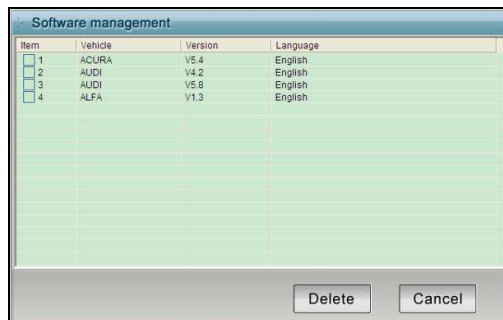 Software management
Item Vehicle Version Language
1 ACURA V5.4 English
2 AUDI V4.2 English
3 AUDI V5.8 English
4 ALFA V1.3 English
Delete Cancel